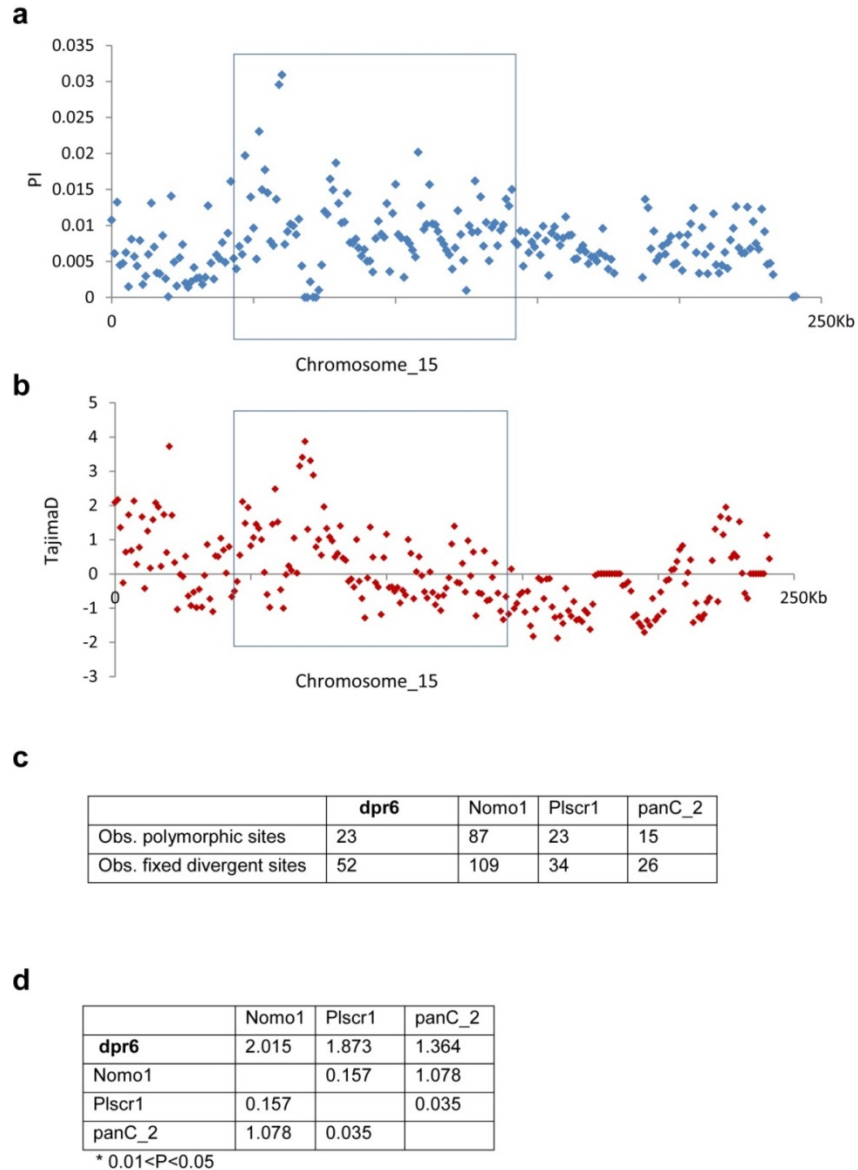 a
0.035
0.03
0.025
0.02
0.015
0.01
0.005
0
PI
0
250Kb
Chromosome_15
b
5
4
3
2
1
0
-1
-2
-3
TajimaD
0
250Kb
Chromosome_15
c
dpr6 Nomo1 Plscr1 panC_2
Obs. polymorphic sites 23 87 23 15
Obs. fixed divergent sites 52 109 34 26
d
Nomo1 Plscr1 panC_2
dpr6 2.015 1.873 1.364
Nomo1 0.157 1.078
Plscr1 0.157 0.035
panC_2 1.078 0.035
* 0.01<P<0.05